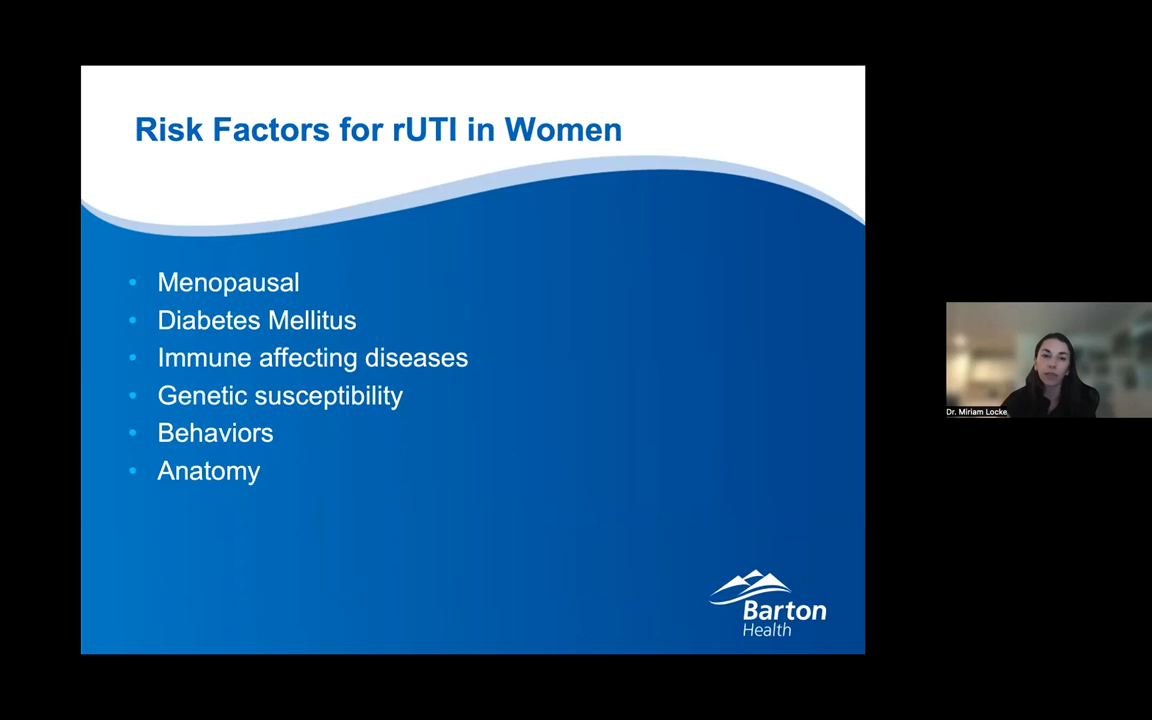 Risk Factors for rUTI in Women
• Menopausal
• Diabetes Mellitus
• Immune affecting diseases
• Genetic susceptibility
• Behaviors
• Anatomy
Barton
Health
Dr. Miriam Locke